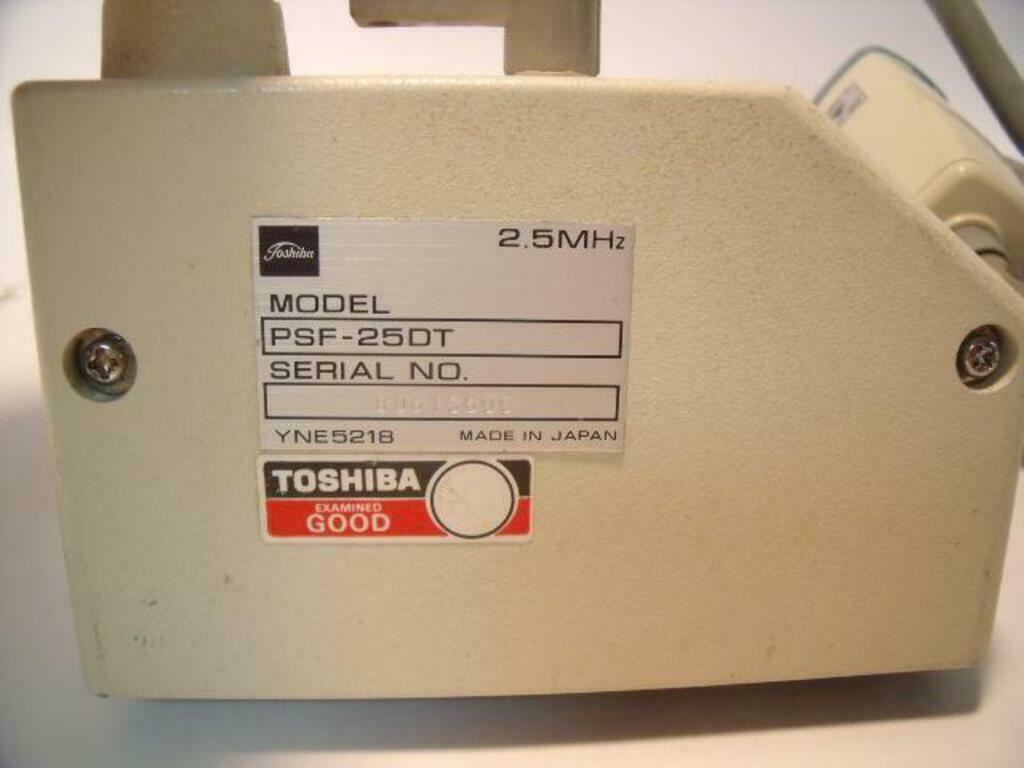 Toshiba
2.5MHz
MODEL
PSF-25DT
SERIAL NO.
YNE5218
MADE IN JAPAN
TOSHIBA
EXAMINED
GOOD